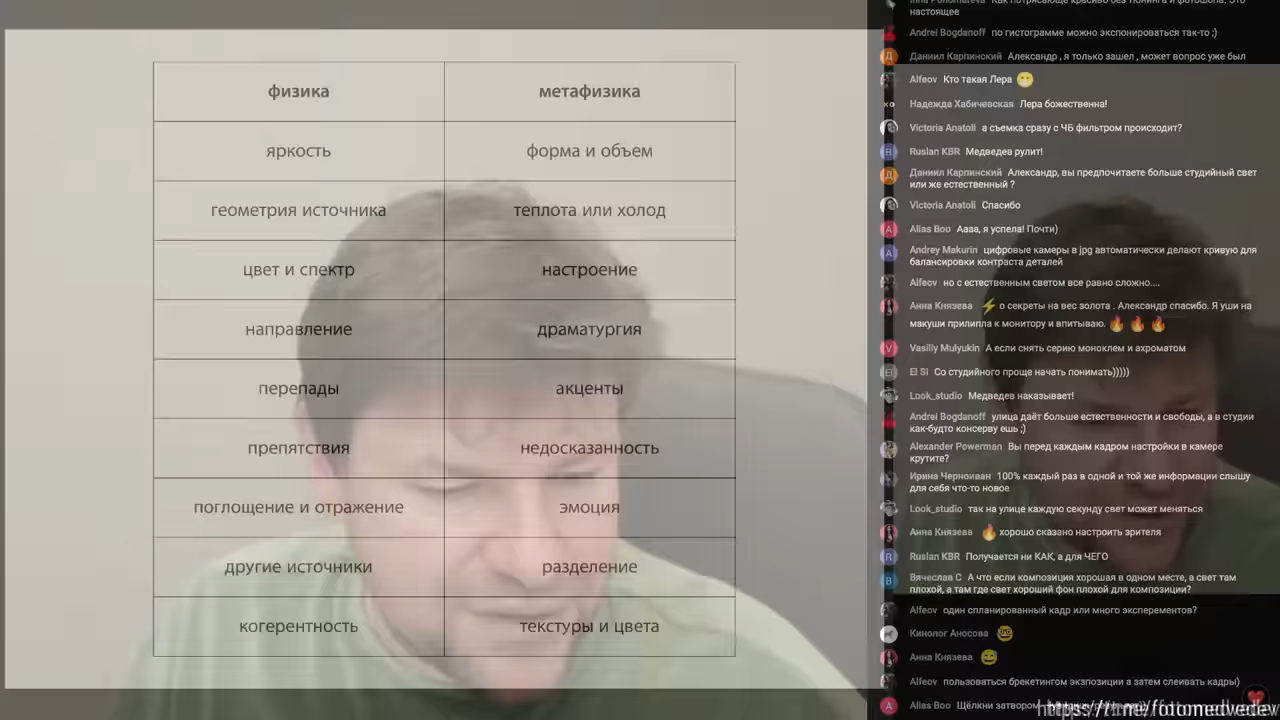 физика метафизика
яркость форма и объем
геометрия источника теплота или холод
цвет и спектр настроение
направление драматургия
перепады акценты
препятствия недосказанность
поглощение и отражение эмоция
другие источники разделение
когерентность текстуры и цвета
настоящее
Andrei Bogdanoff по гистограмме можно экспонироваться так-то ;)
Даниил Карпинский Александр , я только зашел , может вопрос уже был
Alfeov Кто такая Лера 😁
Надежда Хабичевская Лера божественна!
Victoria Anatoli а съемка сразу с ЧБ фильтром происходит?
Ruslan KBR Медведев рулит!
Даниил Карпинский Александр, вы предпочитаете больше студийный свет
или же естественный ?
Victoria Anatoli Спасибо
Alias Boo Аааа, я успела! Почти)
Andrey Makurin цифровые камеры в jpg автоматически делают кривую для
балансировки контраста деталей
Alfeov но с естественным светом все равно сложно....
Анна Князева ⚡ о секреты на вес золота . Александр спасибо. Я уши на
макуши прилипла к монитору и впитываю. 🔥 🔥 🔥
Vasiliy Mulyukin А если снять серию моноклем и ахроматом
El Si Со студийного проще начать понимать)))))
Look_studio Медведев наказывает!
Andrei Bogdanoff улица даёт больше естественности и свободы, а в студии
как-будто консерву ешь ;)
Alexander Powerman Вы перед каждым кадром настройки в камере
крутите?
Ирина Черноиван 100% каждый раз в одной и той же информации слышу
для себя что-то новое
Look_studio так на улице каждую секунду свет может меняться
Анна Князева 🔥 хорошо сказано настроить зрителя
Ruslan KBR Получается ни КАК, а для ЧЕГО
Вячеслав С А что если композиция хорошая в одном месте, а свет там
плохой, а там где свет хороший фон плохой для композиции?
Alfeov один спланированный кадр или много эксперементов?
Кинолог Аносова 🤓
Анна Князева 😅
Alfeov пользоваться брекетингом экзпозиции а затем слеивать кадры)
Alias Boo Щёлкни затвором
https://t.me/fotomedvedev